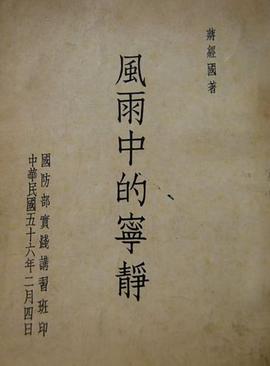 蔣經國著
風雨中的寧靜
國防部實踐講習班印
中華民國五十六年二月四日